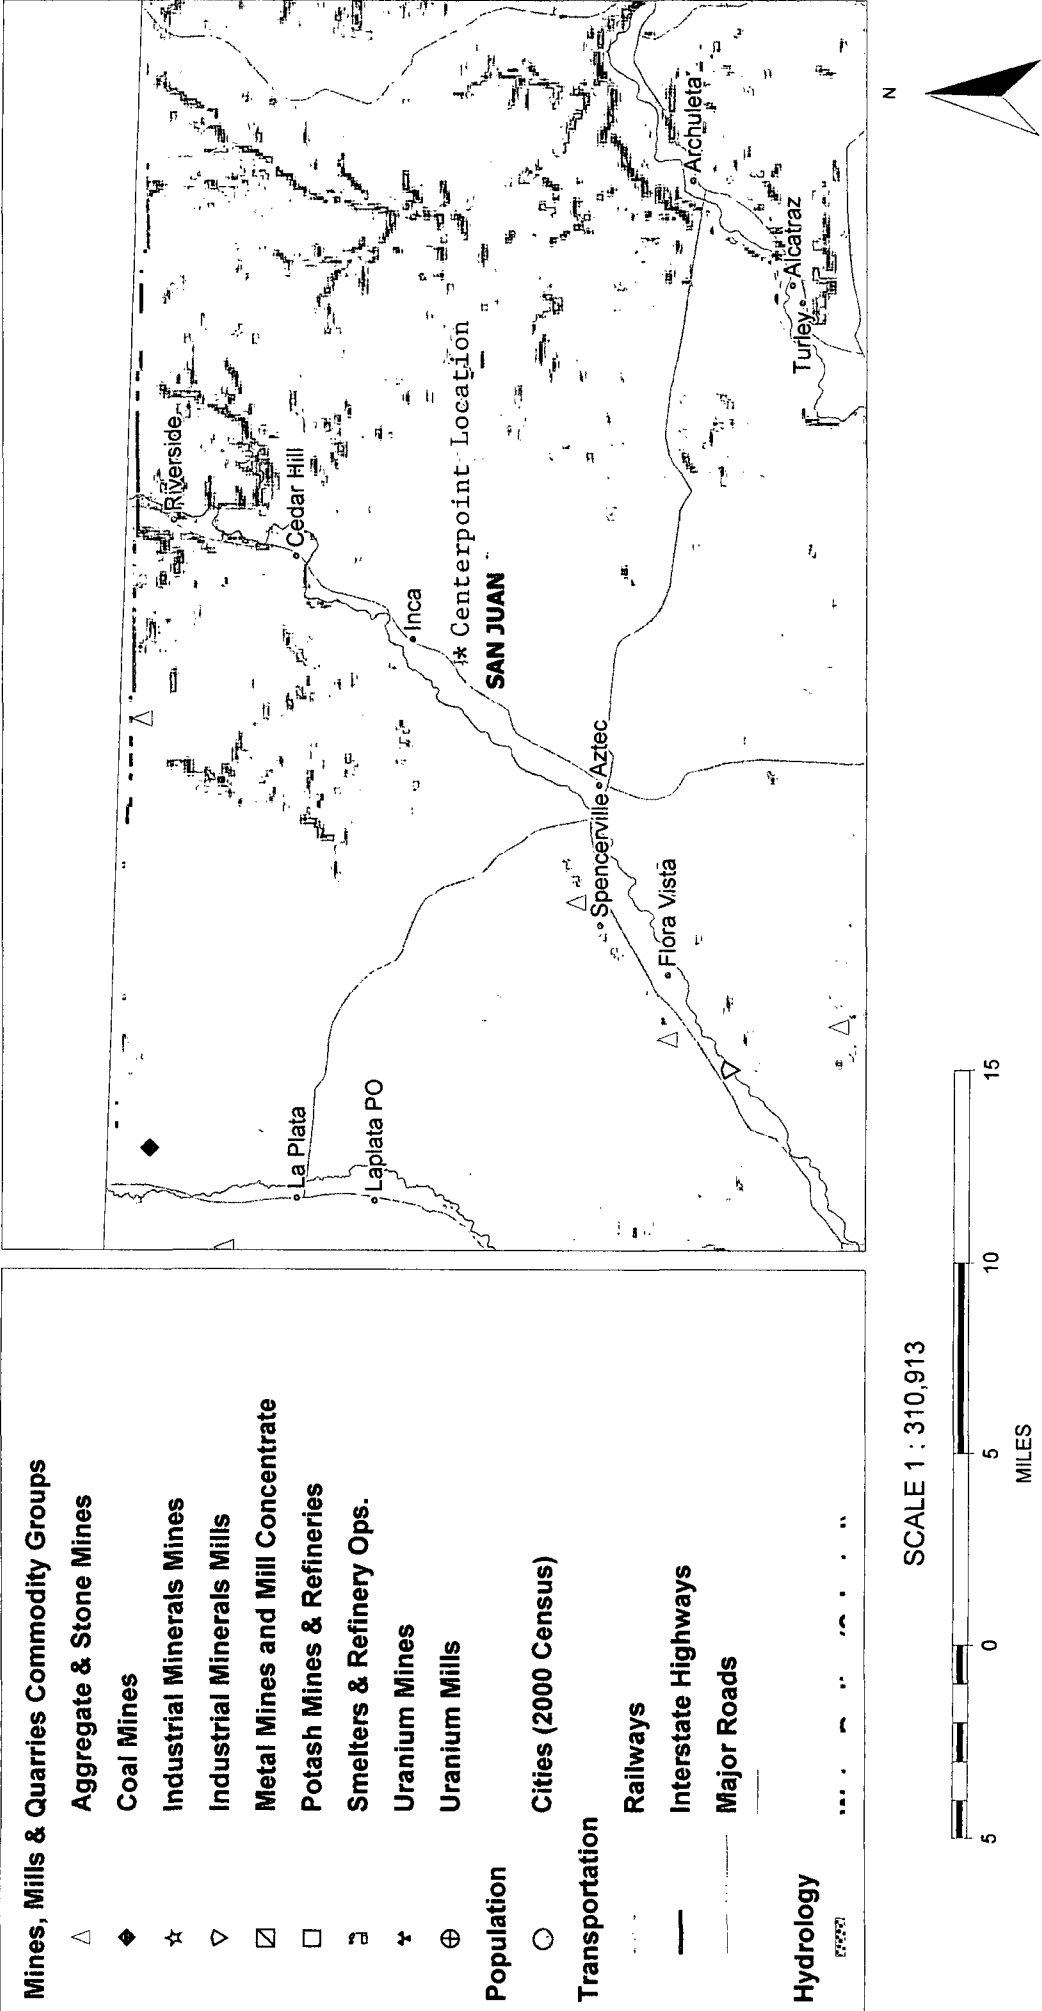 Mines, Mills & Quarries Commodity Groups
Aggregate & Stone Mines
Coal Mines
Industrial Minerals Mines
Industrial Minerals Mills
Metal Mines and Mill Concentrate
Potash Mines & Refineries
Smelters & Refinery Ops.
Uranium Mines
Uranium Mills
Population
Cities (2000 Census)
Transportation
Railways
Interstate Highways
Major Roads
Hydrology
Riverside
Cedar Hill
La Plata
Laplata PO
Inca
* Centerpoint Location
SAN JUAN
Aztec
Spencerville
Flora Vista
Archuleta
Alcatraz
Turley
N
SCALE 1 : 310,913
5 0 5 10 15
MILES